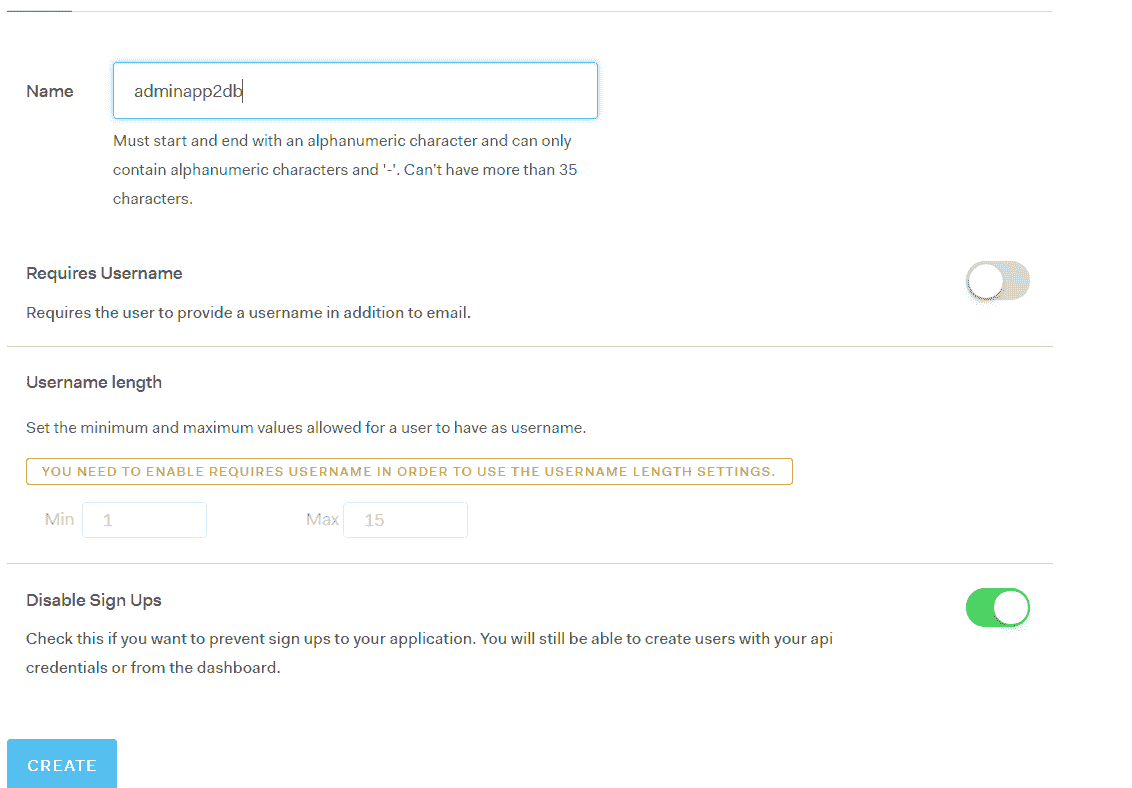 Name
adminapp2db
Must start and end with an alphanumeric character and can only
contain alphanumeric characters and '-'. Can't have more than 35
characters.
Requires Username
Requires the user to provide a username in addition to email.
Username length
Set the minimum and maximum values allowed for a user to have as username.
YOU NEED TO ENABLE REQUIRES USERNAME IN ORDER TO USE THE USERNAME LENGTH SETTINGS.
Min 1 Max 15
Disable Sign Ups
Check this if you want to prevent sign ups to your application. You will still be able to create users with your api
credentials or from the dashboard.
CREATE